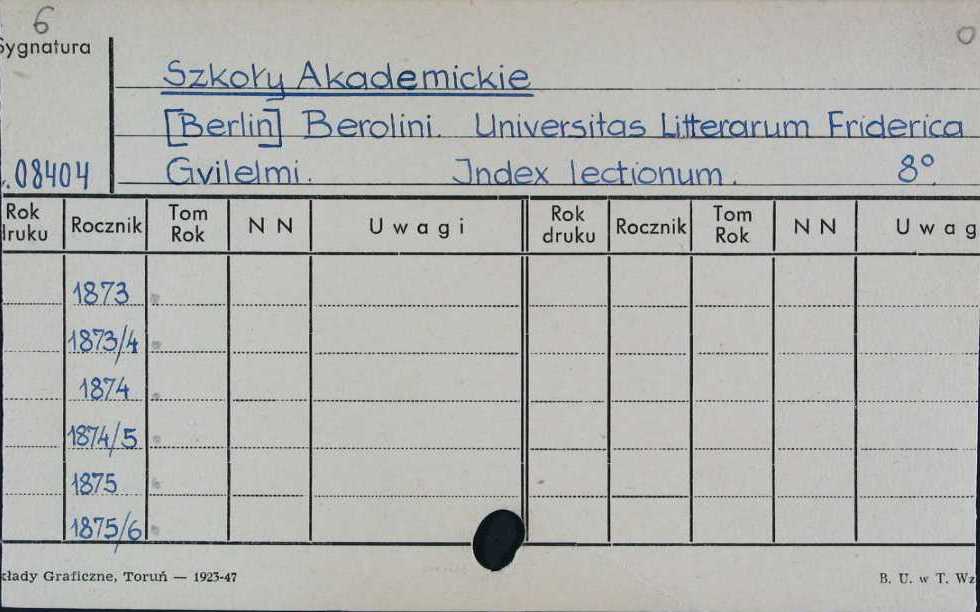 6
Sygnatura
Szkoły Akademickie
[Berlin] Berolini. Universitas Litterarum Friderica
Gvilelmi. Index lectionum. 8°
.08404
Rok druku Rocznik Tom Rok N N Uwagi Rok druku Rocznik Tom Rok N N Uwag
1873
1873/4
1874
1874/5
1875
1875/6
kłady Graficzne, Toruń — 1923-47 B. U. w T. Wz